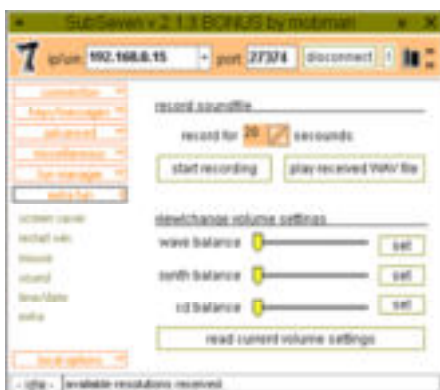 SubSeven v 2.1.3 BONUS by mobman
ip/uin: 192.168.0.15 port: 27374 disconnect
connection
keys/messages
advanced
miscellaneous
fun manager
extra fun
screen saver
restart win
mouse
sound
time/date
extra
local options
record soundfile
record for 20 secounds
start recording
play received WAV file
view/change volume settings
wave balance set
synth balance set
cd balance set
read current volume settings
- idle - available resolutions received.